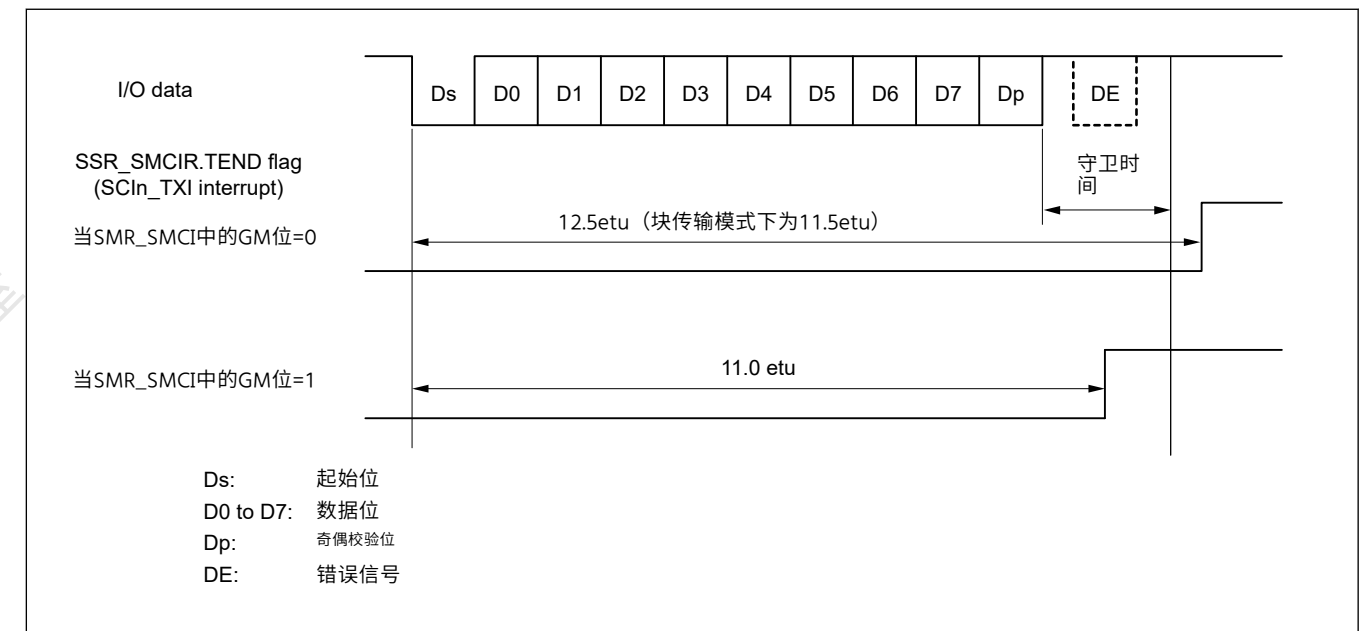 I/O data
Ds D0 D1 D2 D3 D4 D5 D6 D7 Dp DE
SSR_SMCIR.TEND flag
(SCIn_TXI interrupt)
守卫时
间
当SMR_SMCI中的GM位=0
12.5etu（块传输模式下为11.5etu）
当SMR_SMCI中的GM位=1
11.0 etu
Ds: 起始位
D0 to D7: 数据位
Dp: 奇偶校验位
DE: 错误信号